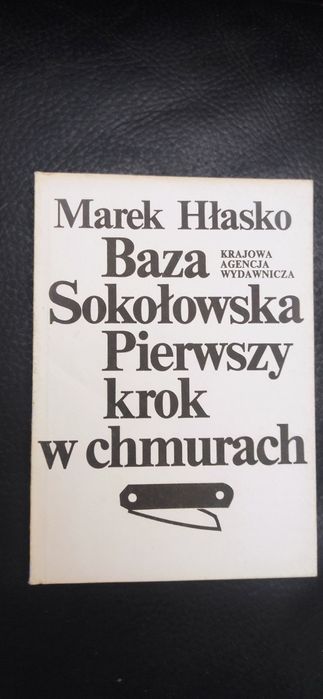 Marek Hłasko
Baza
KRAJOWA
AGENCJA
WYDAWNICZA
Sokołowska
Pierwszy
krok
w chmurach